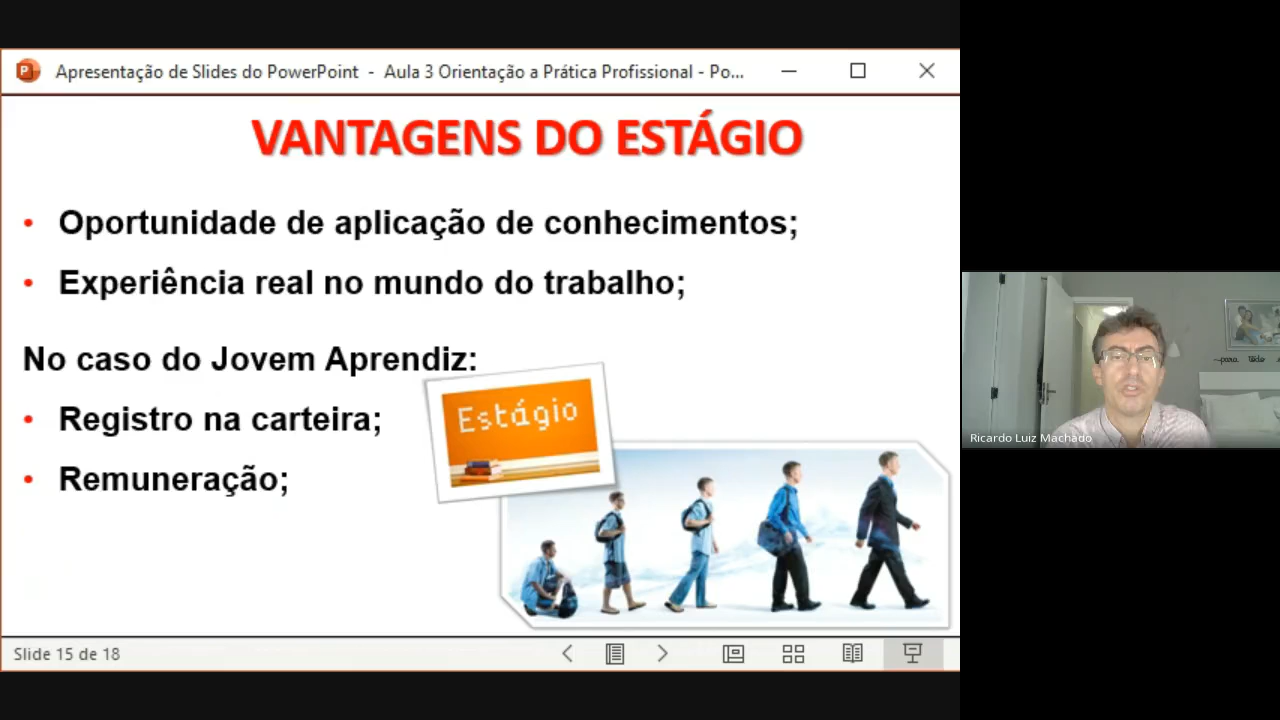 Apresentação de Slides do PowerPoint - Aula 3 Orientação a Prática Profissional - Po...
VANTAGENS DO ESTÁGIO
• Oportunidade de aplicação de conhecimentos;
• Experiência real no mundo do trabalho;
No caso do Jovem Aprendiz:
• Registro na carteira;
• Remuneração;
Estágio
Slide 15 de 18
Ricardo Luiz Machado